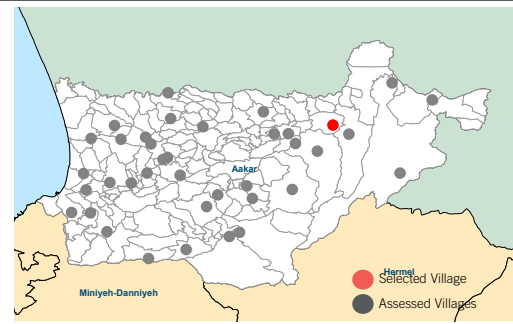 Aakar
Hermel
Selected Village
Miniyeh-Danniyeh
Assessed Villages